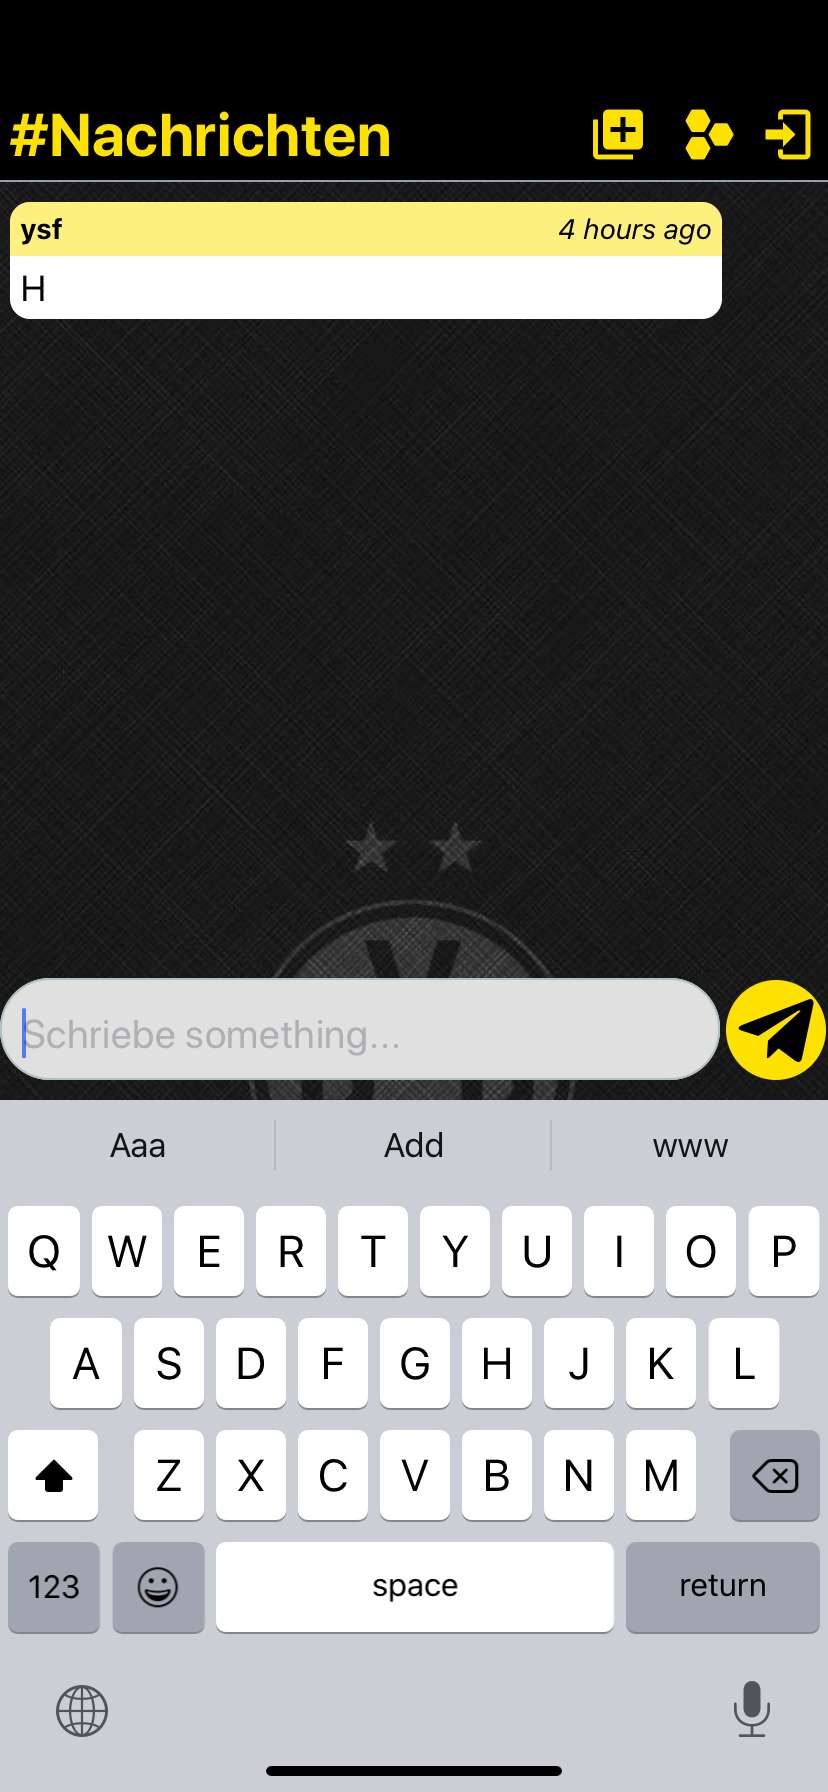 #Nachrichten
ysf 4 hours ago
H
Schriebe something...
Aaa Add www
Q W E R T Y U I O P
A S D F G H J K L
Z X C V B N M
123 space return